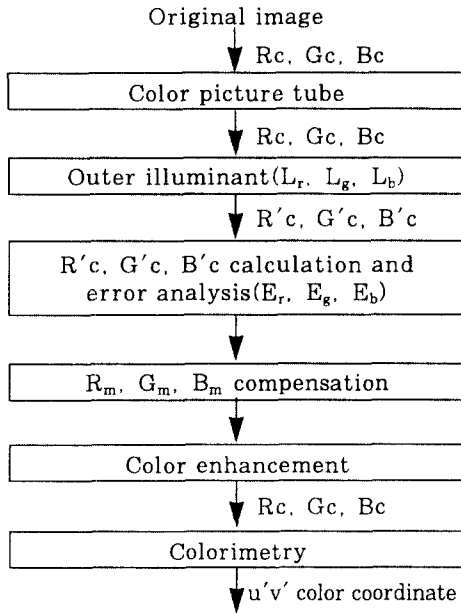 Original image
Rc, Gc, Bc
Color picture tube
Rc, Gc, Bc
Outer illuminant(Lr, Lg, Lb)
R'c, G'c, B'c
R'c, G'c, B'c calculation and
error analysis(Er, Eg, Eb)
Rm, Gm, Bm compensation
Color enhancement
Rc, Gc, Bc
Colorimetry
u'v' color coordinate